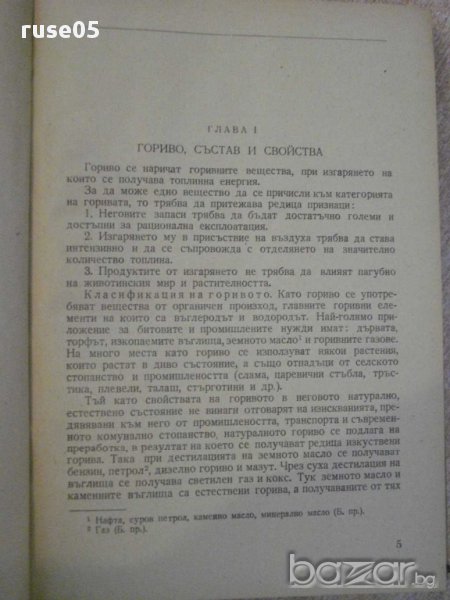 ruse05
ГЛАВА I
ГОРИВО, СЪСТАВ И СВОЙСТВА
Гориво се наричат горивните вещества, при изгарянето на
които се получава топлинна енергия.
За да може едно вещество да се причисли към категорията
на горивата, то трябва да притежава редица признаци:
1. Неговите запаси трябва да бъдат достатъчно големи и
достъпни за рационална експлоатация.
2. Изгарянето му в присъствие на въздуха трябва да става
интензивно и да се съпровожда с отделянето на значително
количество топлина.
3. Продуктите от изгарянето не трябва да влияят пагубно
на животинския мир и растителността.
Класификация на горивото. Като гориво се употре-
бяват вещества от органичен произход, главните горивни еле-
менти на които са въглеродът и водородът. Най-голямо при-
ложение за битовите и промишлените нужди имат: дървата,
торфът, изкопаемите въглища, земното масло¹ и горивните газове.
На много места като гориво се използуват някои растения,
които растат в диво състояние, а също отпадъци от селското
стопанство и промишлеността (слама, паревични стъбла, тръс-
тика, плевели, талаш, стърготини и др.).
Тъй като свойствата на горивото в неговото натурално,
естествено състояние не винаги отговарят на изискванията, пре-
дявявани към него от промишлеността, транспорта и съвремен-
ното комунално стопанство, натуралното гориво се подлага на
преработка, в резултат на което се получават редица изкуствени
горива. Така при дестилацията на земното масло се получават
бензин, петрол², дизелно гориво и мазут. Чрез суха дестилация на
въглища се получава светилен газ и кокс. Тук земното масло и
каменните въглища са естествени горива, а получаваните от тях
¹ Нафта, суров петрол, каменно масло, минерално масло (Б. пр.).
² Газ (Б. пр.).
5
bazar.bg